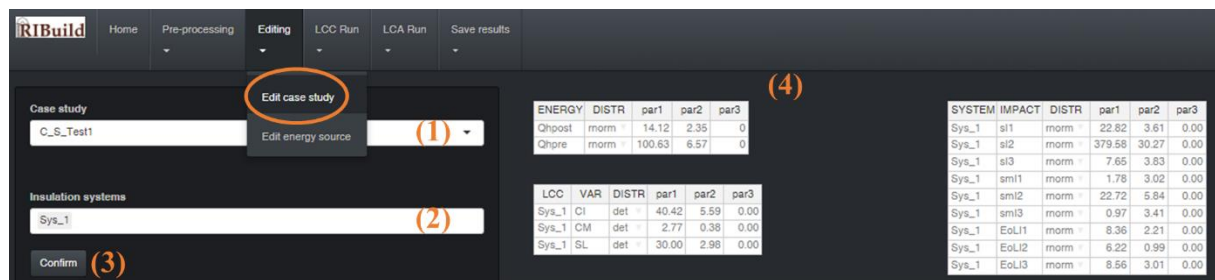 RIBuild Home Pre-processing Editing LCC Run LCA Run Save results
Edit case study
Edit energy source
(4)
Case study
C_S_Test1 (1)
Insulation systems
Sys_1 (2)
Confirm (3)
ENERGY DISTR par1 par2 par3
Qhpost rnorm 14.12 2.35 0
Qhpre rnorm 100.63 6.57 0
LCC VAR DISTR par1 par2 par3
Sys_1 CI det 40.42 5.59 0.00
Sys_1 CM det 2.77 0.38 0.00
Sys_1 SL det 30.00 2.98 0.00
SYSTEM IMPACT DISTR par1 par2 par3
Sys_1 sI1 rnorm 22.82 3.61 0.00
Sys_1 sI2 rnorm 379.58 30.27 0.00
Sys_1 sI3 rnorm 7.65 3.83 0.00
Sys_1 smI1 rnorm 1.78 3.02 0.00
Sys_1 smI2 rnorm 22.72 5.84 0.00
Sys_1 smI3 rnorm 0.97 3.41 0.00
Sys_1 EoLI1 rnorm 8.36 2.21 0.00
Sys_1 EoLI2 rnorm 6.22 0.99 0.00
Sys_1 EoLI3 rnorm 8.56 3.01 0.00